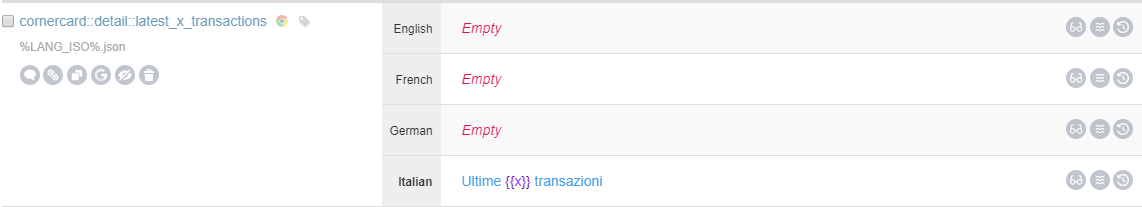 cornercard::detail::latest_x_transactions
%LANG_ISO%.json
English Empty
French Empty
German Empty
Italian Ultime {{x}} transazioni